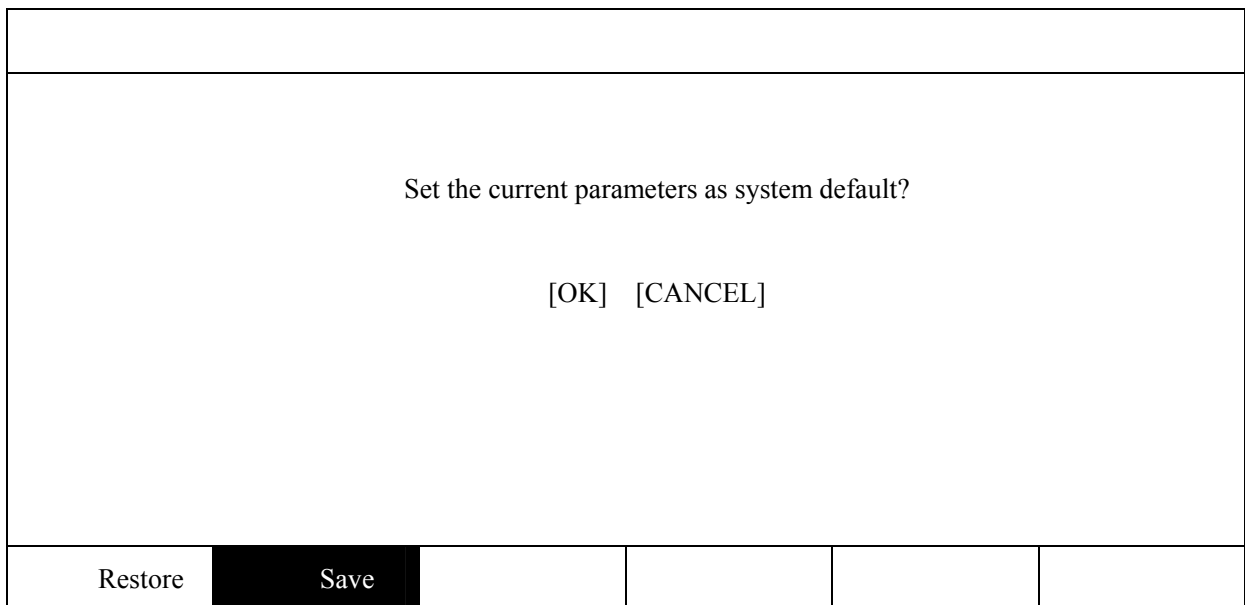 Set the current parameters as system default?
[OK] [CANCEL]
Restore Save